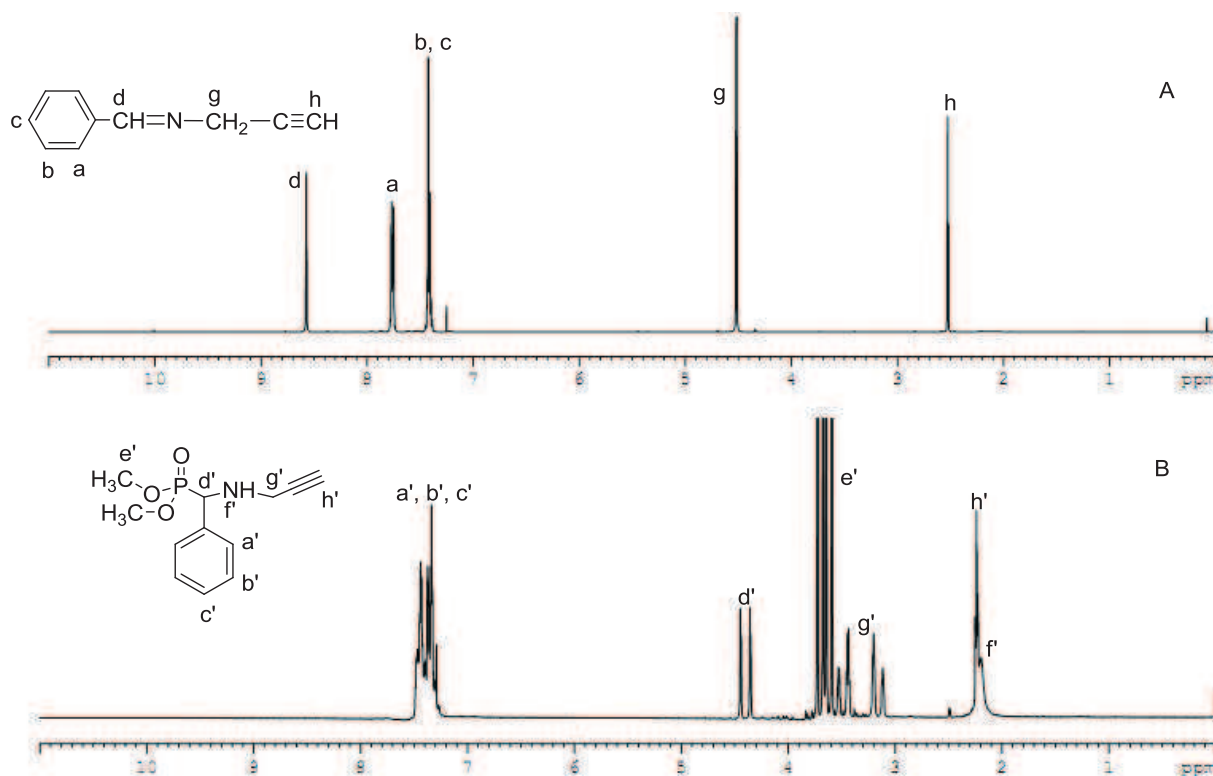 b, c
g
A
d
g
h
h
c
CH=N-CH₂-C≡CH
b
a
d
a
10 9 8 7 6 5 4 3 2 1 ppm
B
e'
O
d'
g'
H₃C
O
P
NH
h'
H₃C
O
f'
a'
b'
c'
a', b', c'
d'
e'
g'
h'
f'
10 9 8 7 6 5 4 3 2 1 ppm